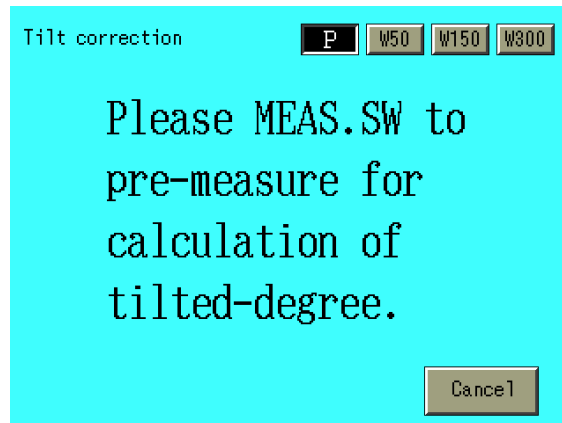 Tilt correction P W50 W150 W300
Please MEAS.SW to
pre-measure for
calculation of
tilted-degree.
Cancel